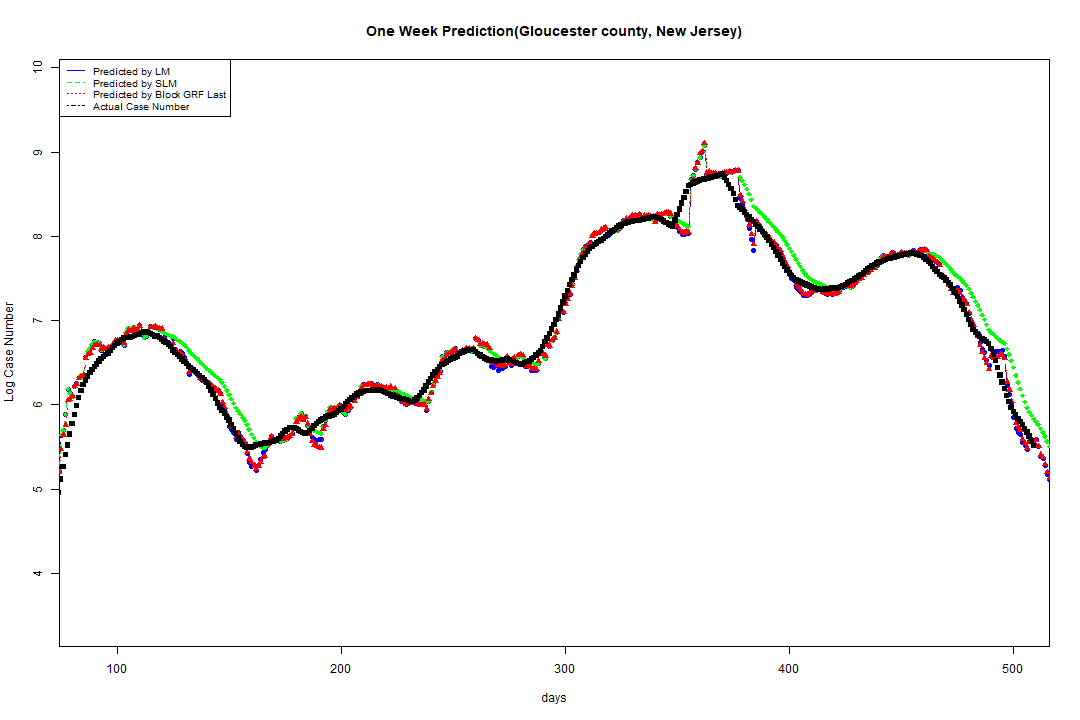 One Week Prediction(Gloucester county, New Jersey)
Predicted by LM
Predicted by SLM
Predicted by Block GRF Last
Actual Case Number
10
9
8
7
6
5
4
Log Case Number
100 200 300 400 500
days